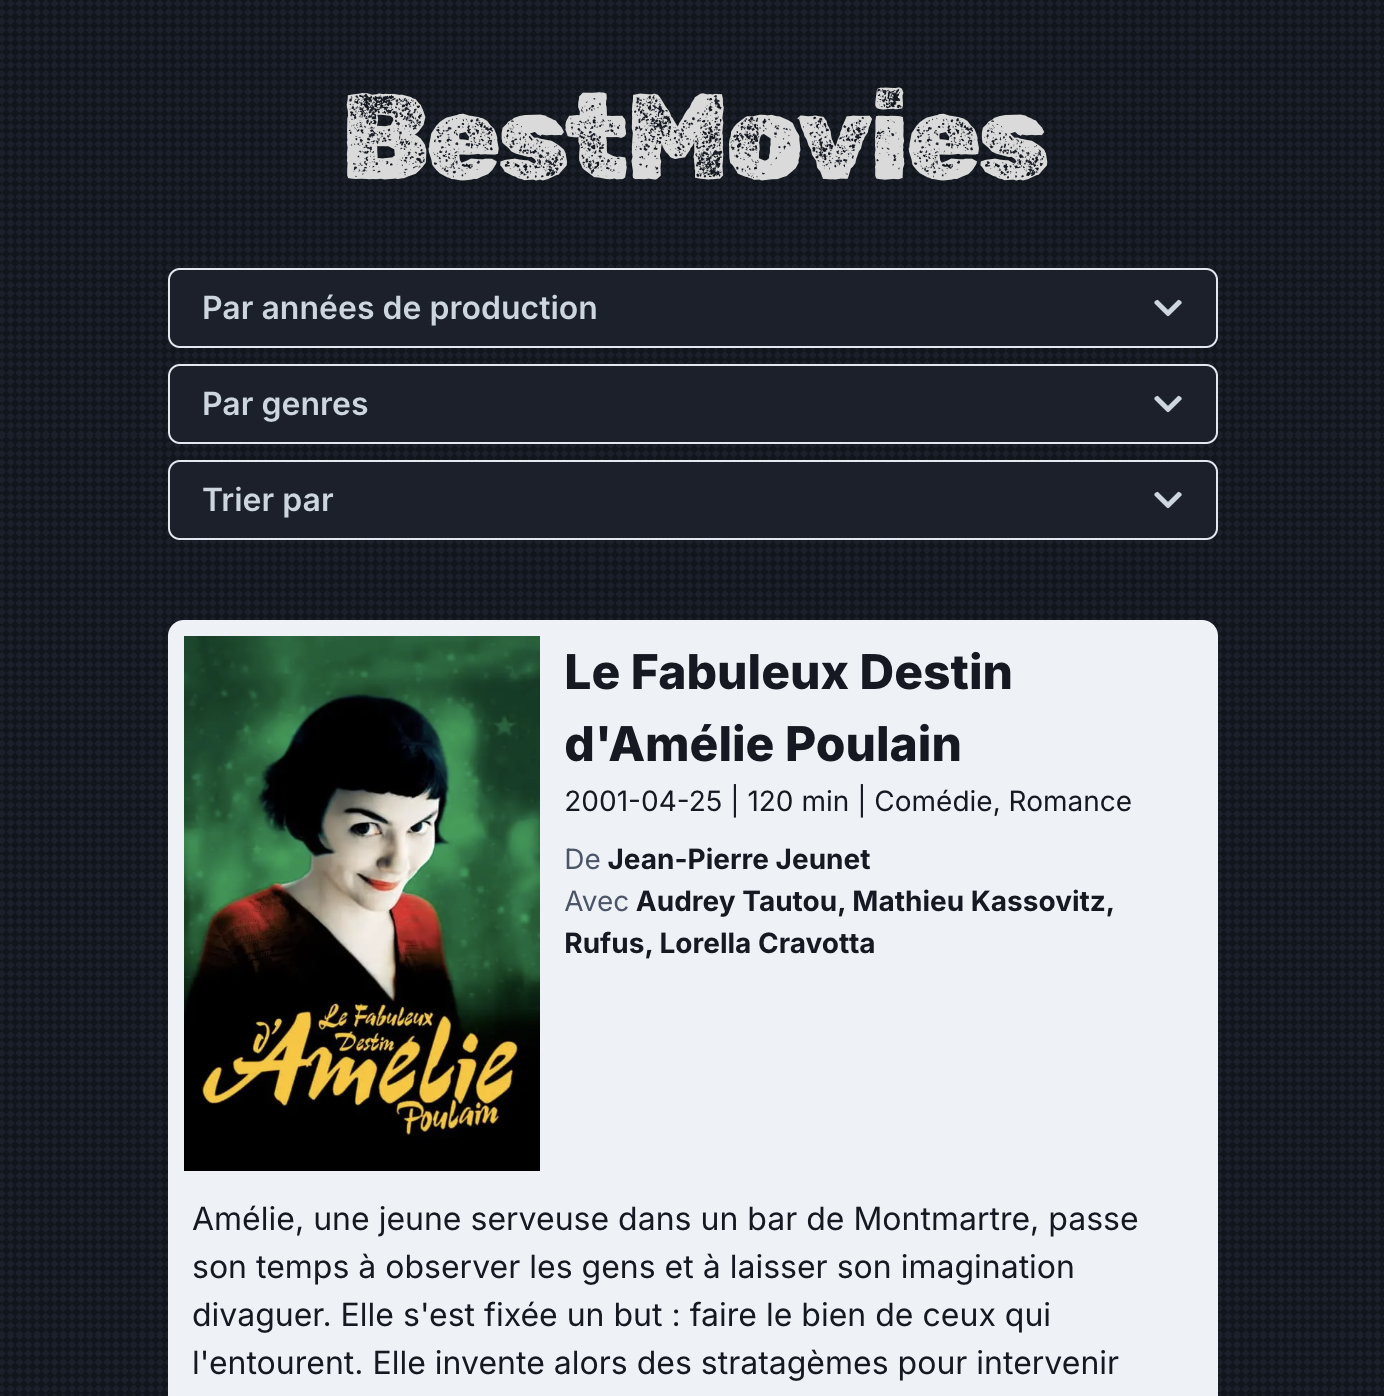 BestMovies
Par années de production
Par genres
Trier par
Le Fabuleux Destin
d'Amélie Poulain
2001-04-25 | 120 min | Comédie, Romance
De Jean-Pierre Jeunet
Avec Audrey Tautou, Mathieu Kassovitz,
Rufus, Lorella Cravotta
Le Fabuleux
Destin
d'Amélie
Poulain
Amélie, une jeune serveuse dans un bar de Montmartre, passe
son temps à observer les gens et à laisser son imagination
divaguer. Elle s'est fixée un but : faire le bien de ceux qui
l'entourent. Elle invente alors des stratagèmes pour intervenir